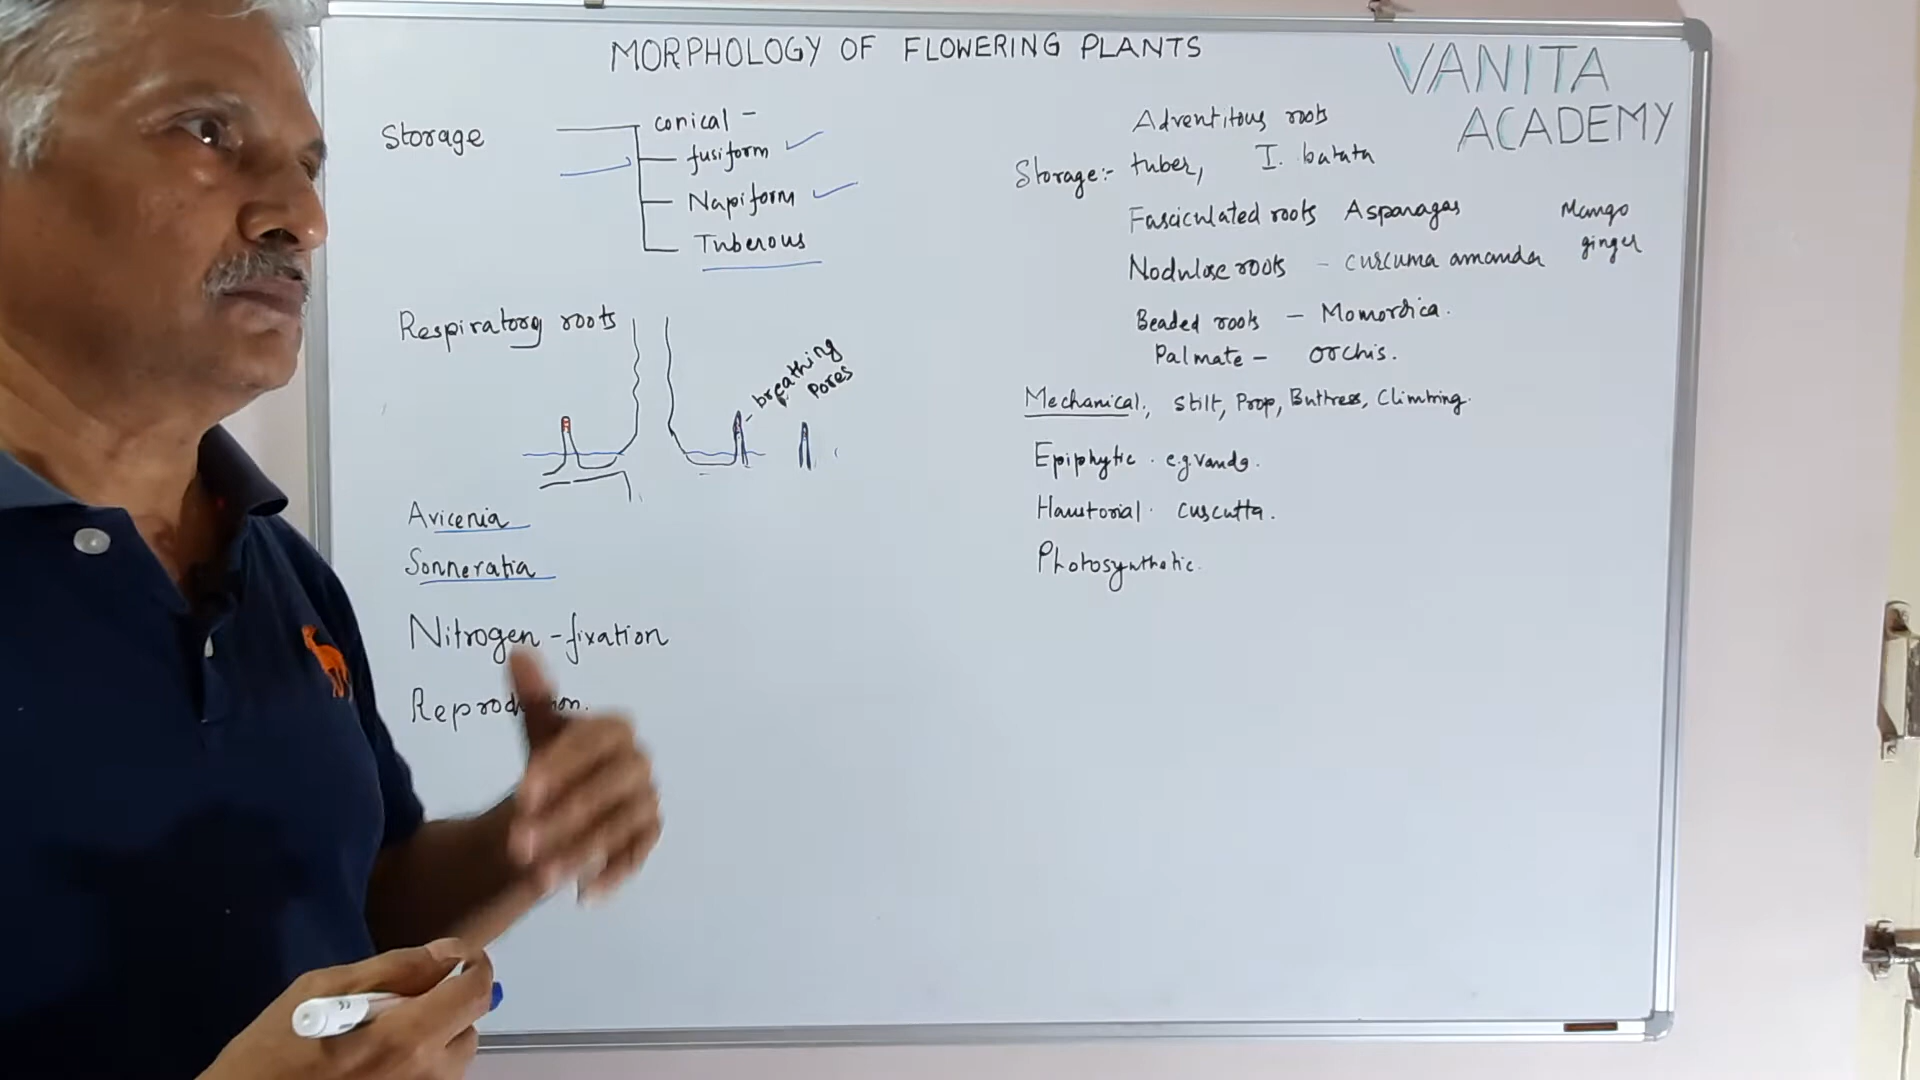 MORPHOLOGY OF FLOWERING PLANTS
VANITA
ACADEMY
Storage
conical -
fusiform
Napiform
Tuberous
Respiratory roots
breathing
Pores
Avicenia
Sonneratia
Nitrogen-fixation
Adventitous roots
Storage:- tuber, I. batata
Fasciculated roots Asparagas
Mango
ginger
Nodulose roots - curcuma amanda
Beaded roots - Momordica.
Palmate - orchis.
Mechanical, Stilt, Prop, Buttress, Climbing.
Epiphytic. e.g vanda.
Haustorial. cuscutta.
Photosynthetic.